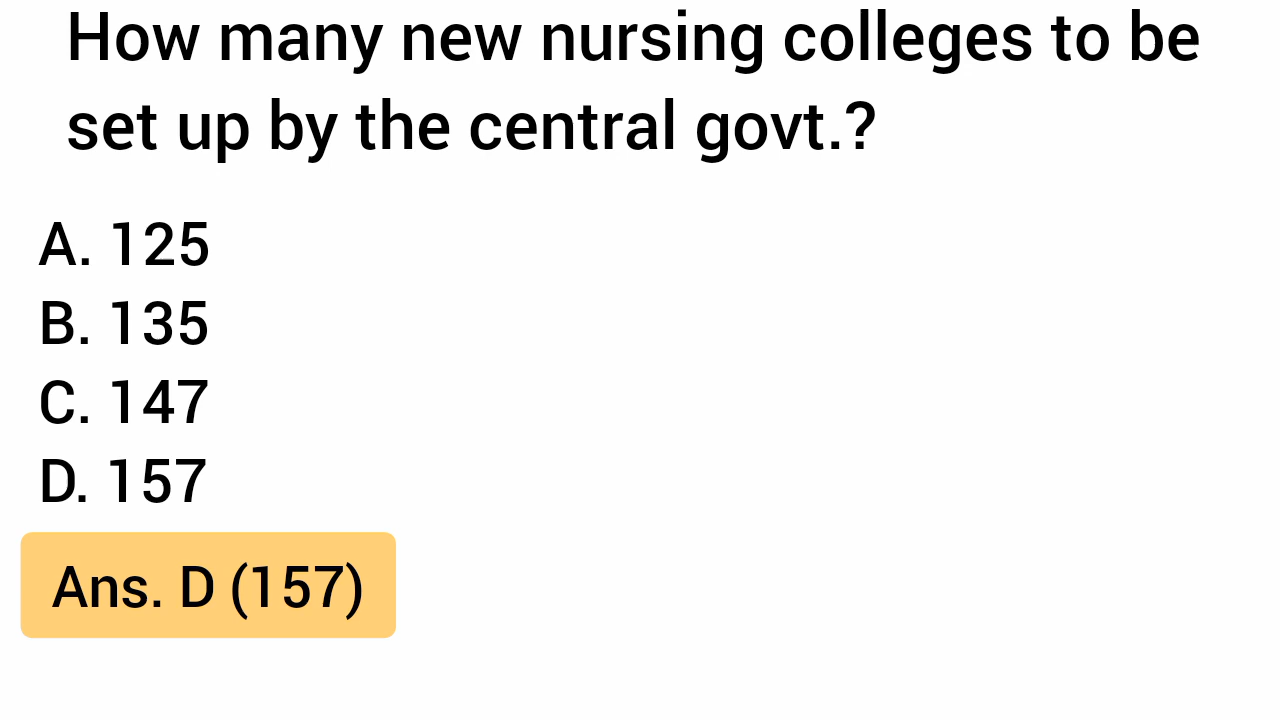 How many new nursing colleges to be
set up by the central govt.?
A. 125
B. 135
C. 147
D. 157
Ans. D (157)